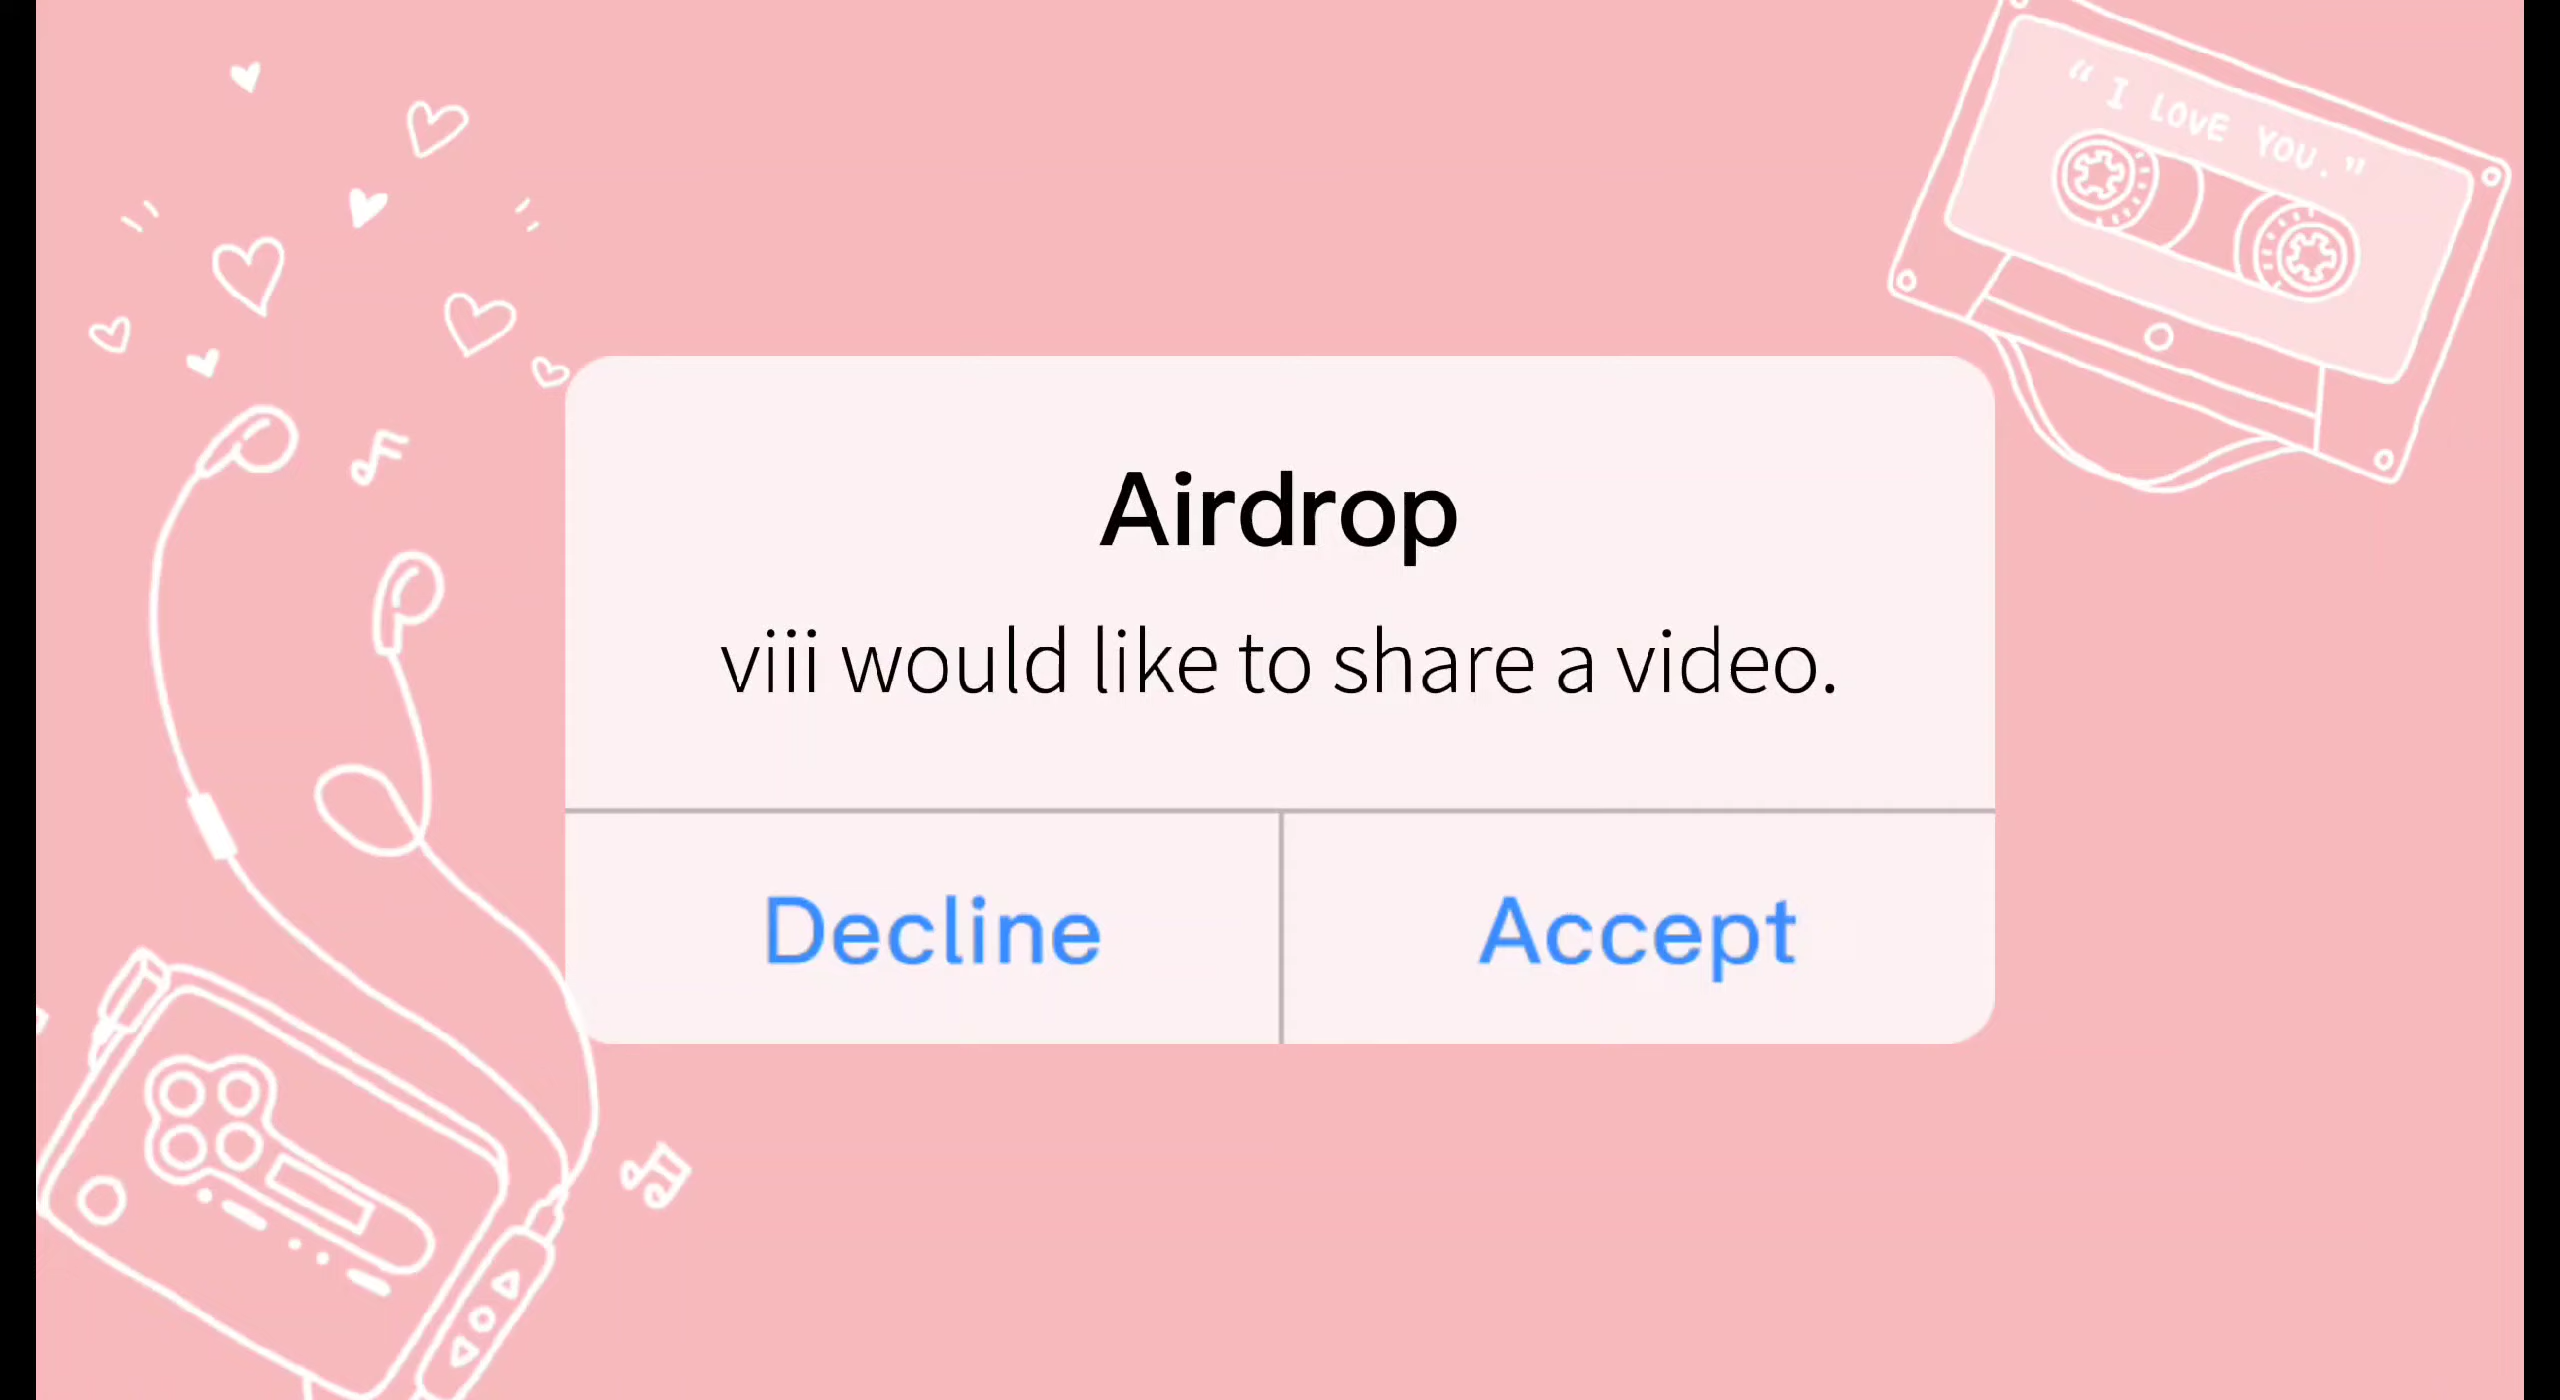 “ I LOVE YOU.”
Airdrop
viii would like to share a video.
Decline
Accept